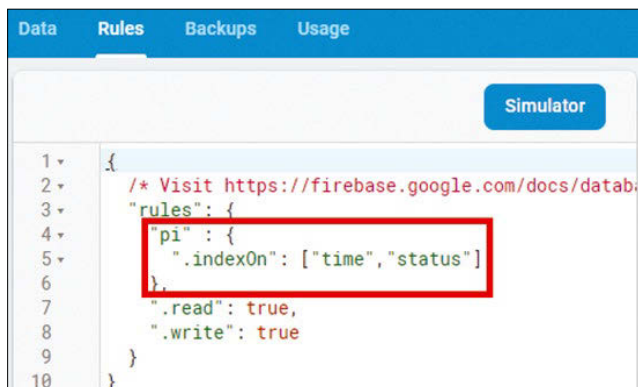 Data Rules Backups Usage
Simulator
1 {
2 /* Visit https://firebase.google.com/docs/datab
3 "rules": {
4 "pi" : {
5 ".indexOn": ["time","status"]
6 },
7 ".read": true,
8 ".write": true
9 }
10 }